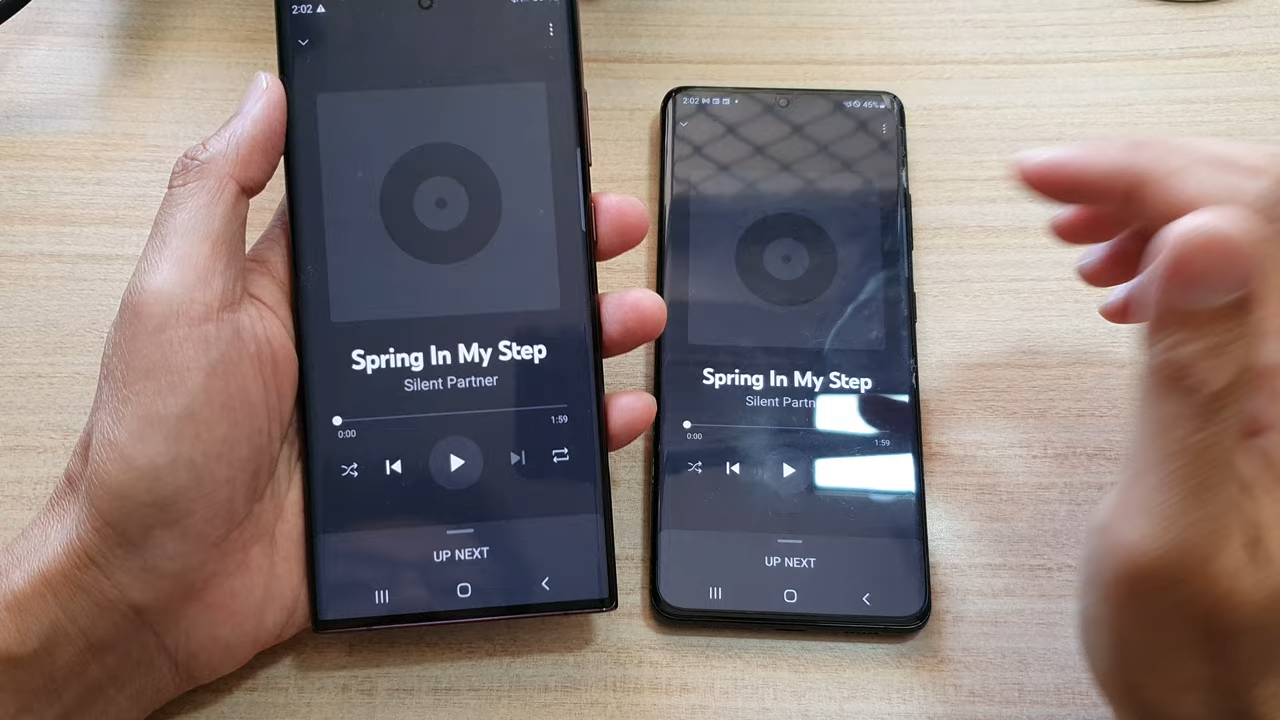 2:02
Spring In My Step
Silent Partner
0:00
1:59
UP NEXT
2:02
45%
Spring In My Step
Silent Partn
0:00
1:59
UP NEXT